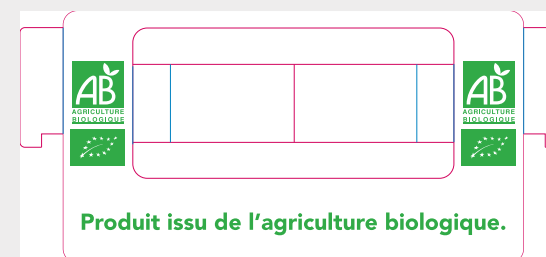 AB
AGRICULTURE
BIOLOGIQUE
AB
AGRICULTURE
BIOLOGIQUE
Produit issu de l'agriculture biologique.